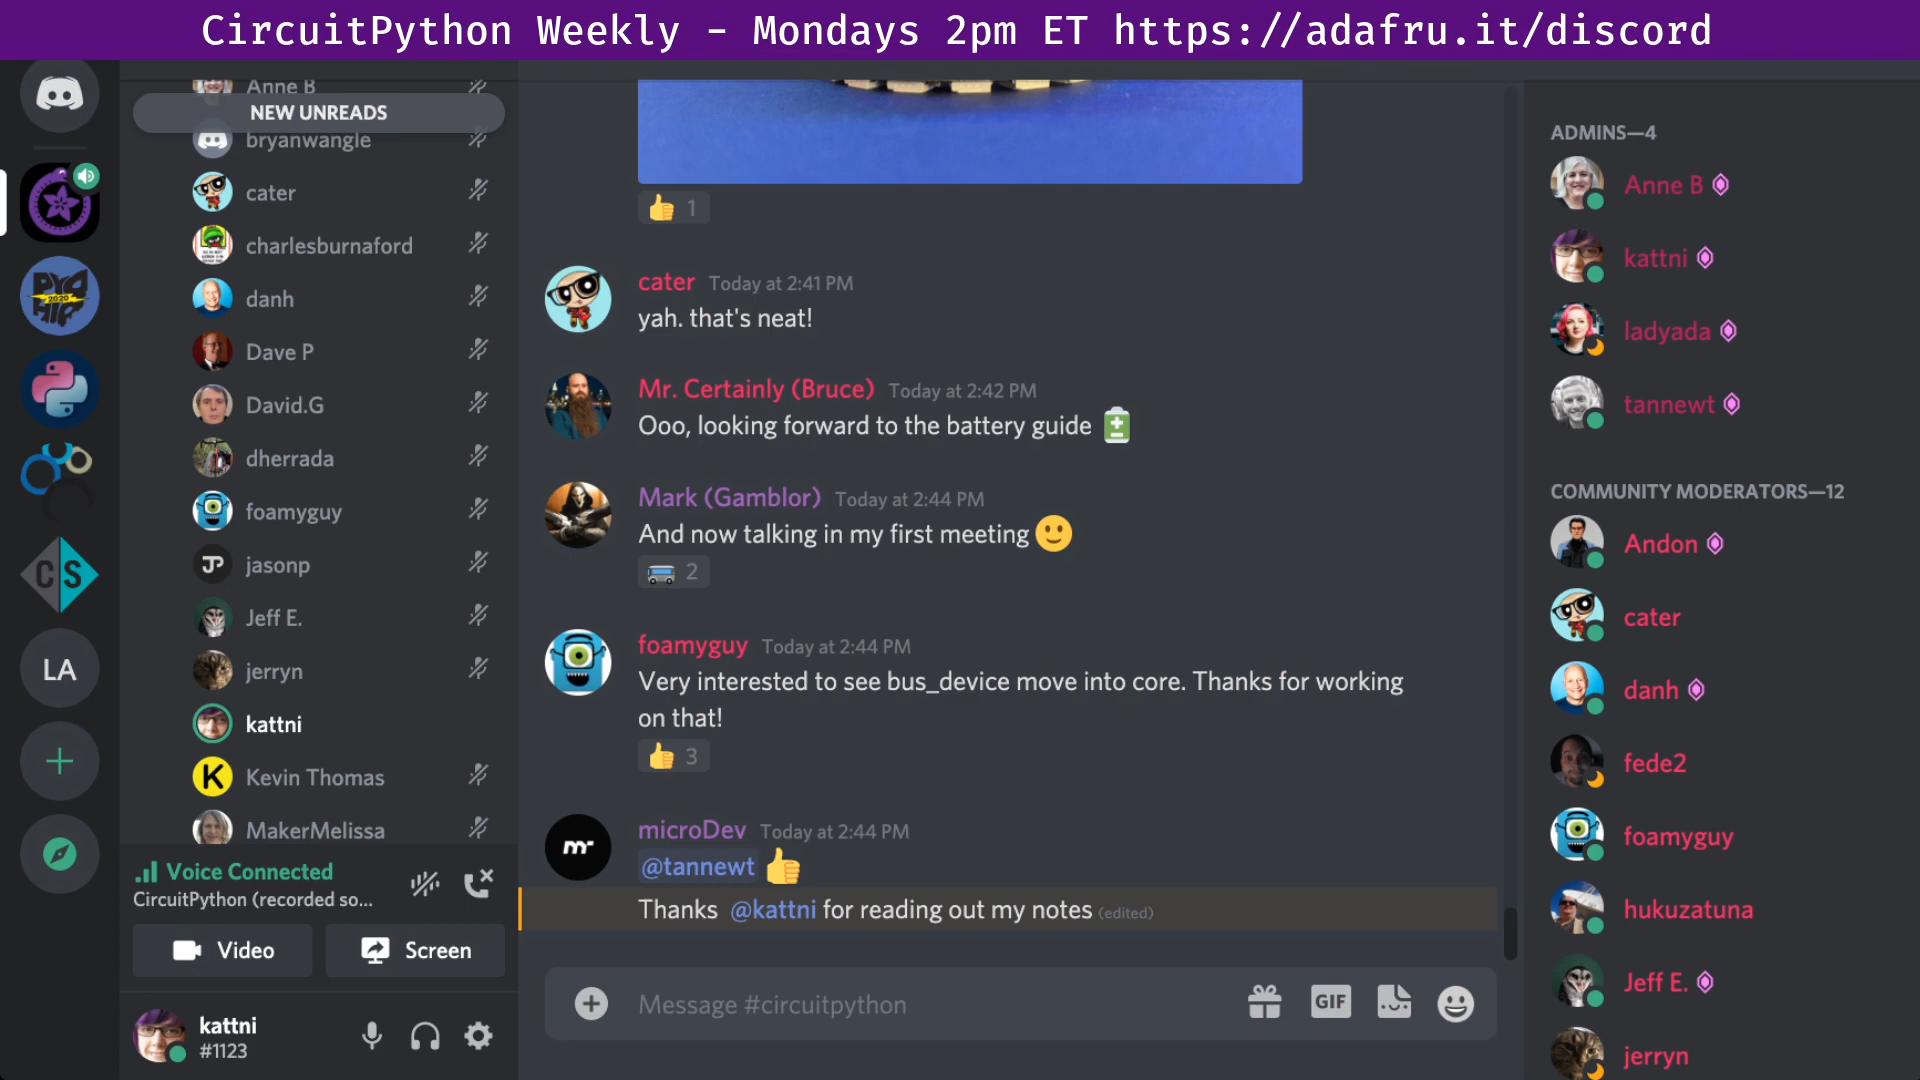 CircuitPython Weekly - Mondays 2pm ET https://adafru.it/discord
Anne B
NEW UNREADS
bryanwangle
cater
charlesburnaford
danh
Dave P
David.G
dherrada
foamyguy
JP jasonp
Jeff E.
jerryn
kattni
K Kevin Thomas
MakerMelissa
2020
CS
LA
Voice Connected
CircuitPython (recorded so...
Video
Screen
kattni
#1123
1
cater Today at 2:41 PM
yah. that's neat!
Mr. Certainly (Bruce) Today at 2:42 PM
Ooo, looking forward to the battery guide
Mark (Gamblor) Today at 2:44 PM
And now talking in my first meeting
2
foamyguy Today at 2:44 PM
Very interested to see bus_device move into core. Thanks for working
on that!
3
microDev Today at 2:44 PM
@tannewt
Thanks @kattni for reading out my notes (edited)
Message #circuitpython
GIF
ADMINS—4
Anne B
kattni
ladyada
tannewt
COMMUNITY MODERATORS—12
Andon
cater
danh
fede2
foamyguy
hukuzatuna
Jeff E.
jerryn